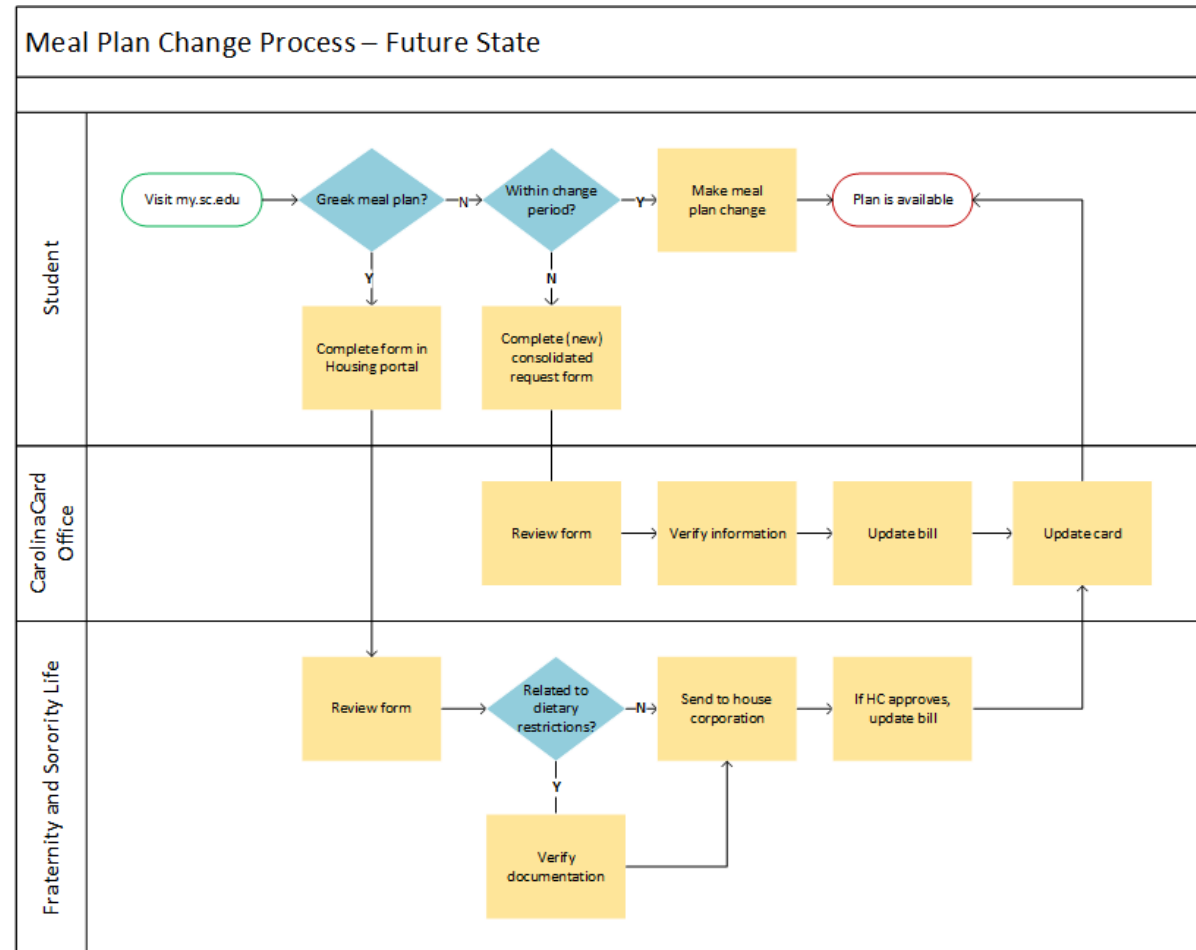 Meal Plan Change Process – Future State
Student
Visit my.sc.edu
Greek meal plan?
N
Within change
period?
Y
Make meal
plan change
Plan is available
Y
N
Complete form in
Housing portal
Complete (new)
consolidated
request form
CarolinaCard
Office
Review form
Verify information
Update bill
Update card
Fraternity and Sorority Life
Review form
Related to
dietary
restrictions?
N
Send to house
corporation
If HC approves,
update bill
Y
Verify
documentation